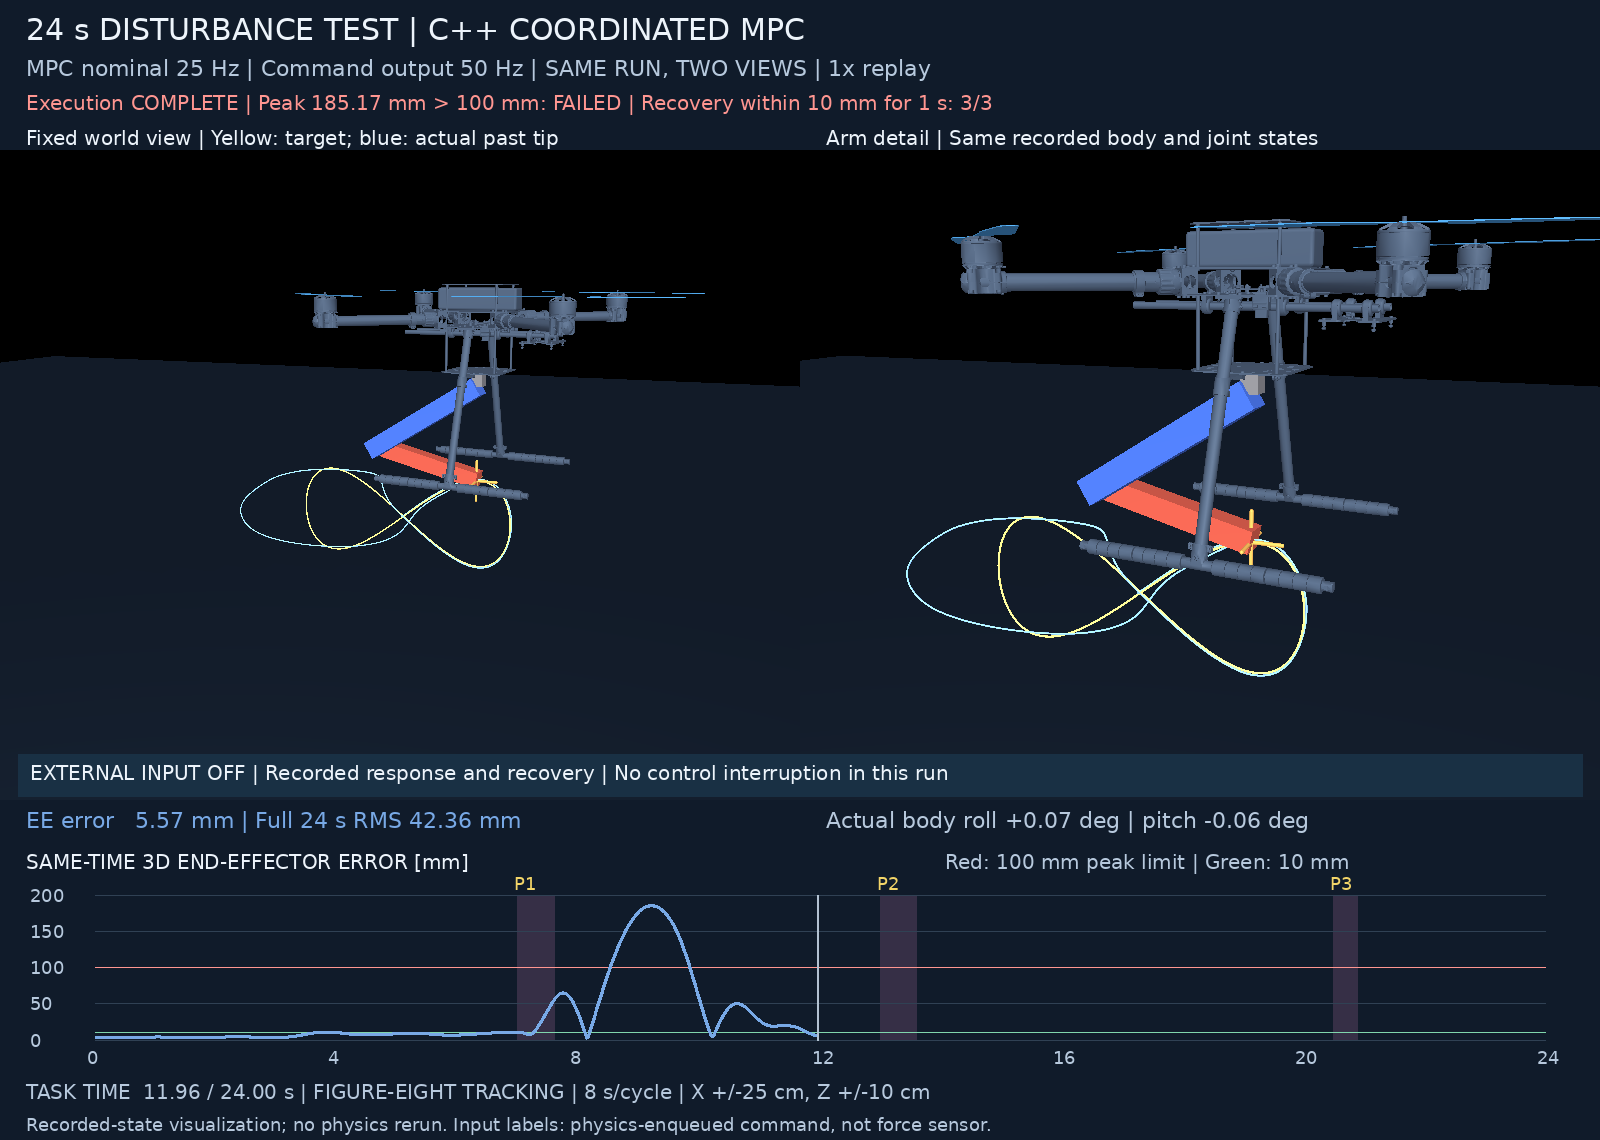 24 s DISTURBANCE TEST | C++ COORDINATED MPC
MPC nominal 25 Hz | Command output 50 Hz | SAME RUN, TWO VIEWS | 1x replay
Execution COMPLETE | Peak 185.17 mm > 100 mm: FAILED | Recovery within 10 mm for 1 s: 3/3
Fixed world view | Yellow: target; blue: actual past tip
Arm detail | Same recorded body and joint states
EXTERNAL INPUT OFF | Recorded response and recovery | No control interruption in this run
EE error 5.57 mm | Full 24 s RMS 42.36 mm
Actual body roll +0.07 deg | pitch -0.06 deg
SAME-TIME 3D END-EFFECTOR ERROR [mm]
Red: 100 mm peak limit | Green: 10 mm
P1 P2 P3
200
150
100
50
0
0 4 8 12 16 20 24
TASK TIME 11.96 / 24.00 s | FIGURE-EIGHT TRACKING | 8 s/cycle | X +/-25 cm, Z +/-10 cm
Recorded-state visualization; no physics rerun. Input labels: physics-enqueued command, not force sensor.